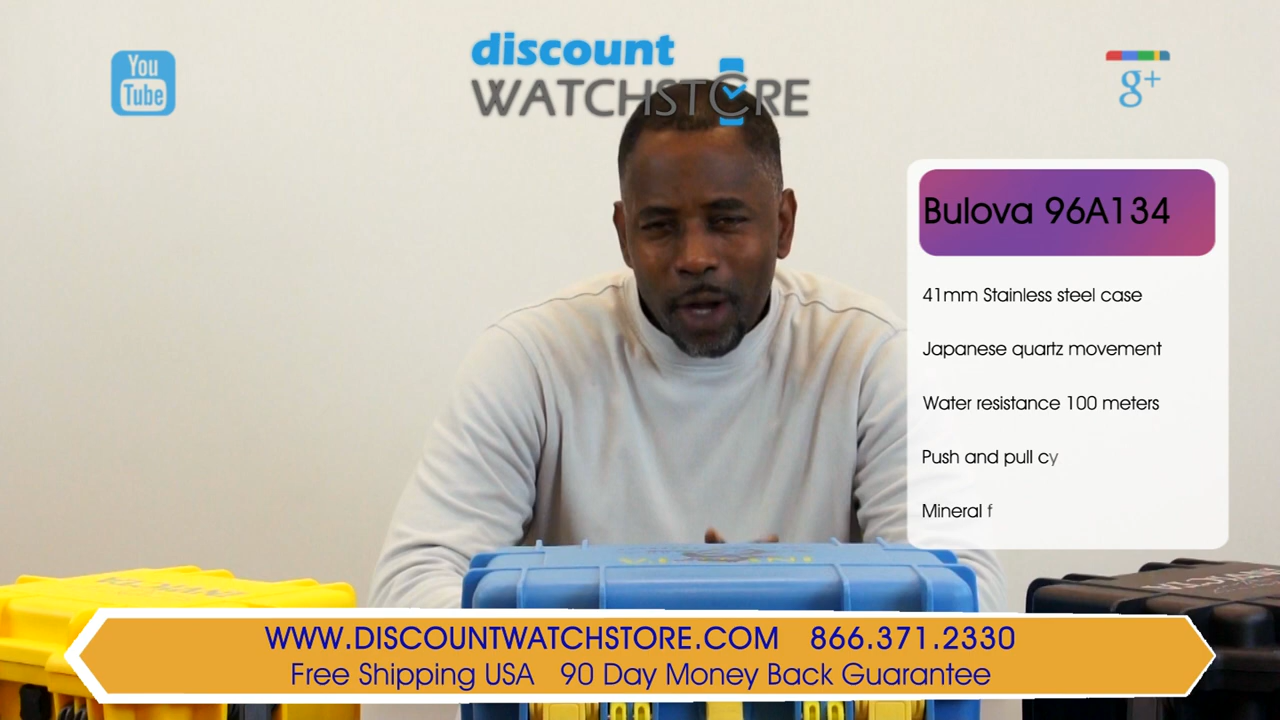 You
Tube
discount
WATCHSTORE
g+
Bulova 96A134
41mm Stainless steel case
Japanese quartz movement
Water resistance 100 meters
Push and pull cy
Mineral f
INVICTA
WWW.DISCOUNTWATCHSTORE.COM 866.371.2330
Free Shipping USA 90 Day Money Back Guarantee